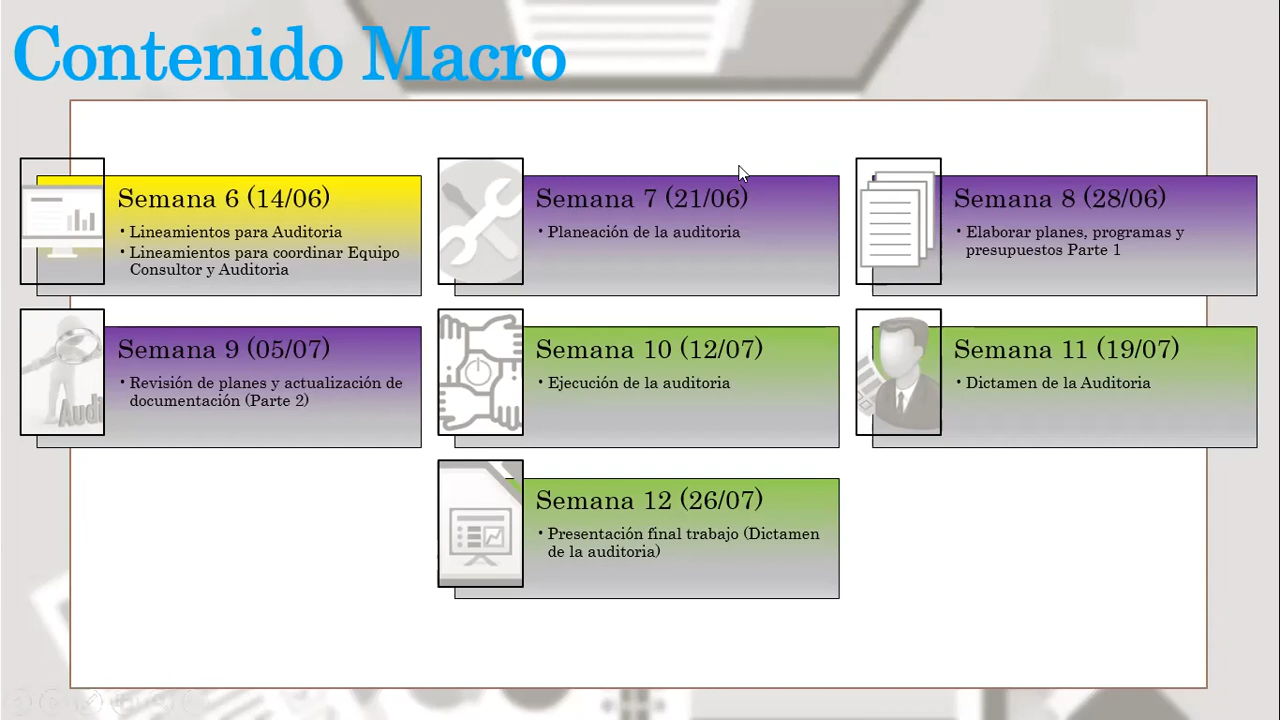 Contenido Macro
Semana 6 (14/06)
• Lineamientos para Auditoria
• Lineamientos para coordinar Equipo
Consultor y Auditoria
Semana 7 (21/06)
• Planeación de la auditoria
Semana 8 (28/06)
• Elaborar planes, programas y
presupuestos Parte 1
Semana 9 (05/07)
• Revisión de planes y actualización de
documentación (Parte 2)
Audi
Semana 10 (12/07)
• Ejecución de la auditoria
Semana 11 (19/07)
• Dictamen de la Auditoria
Semana 12 (26/07)
• Presentación final trabajo (Dictamen
de la auditoria)